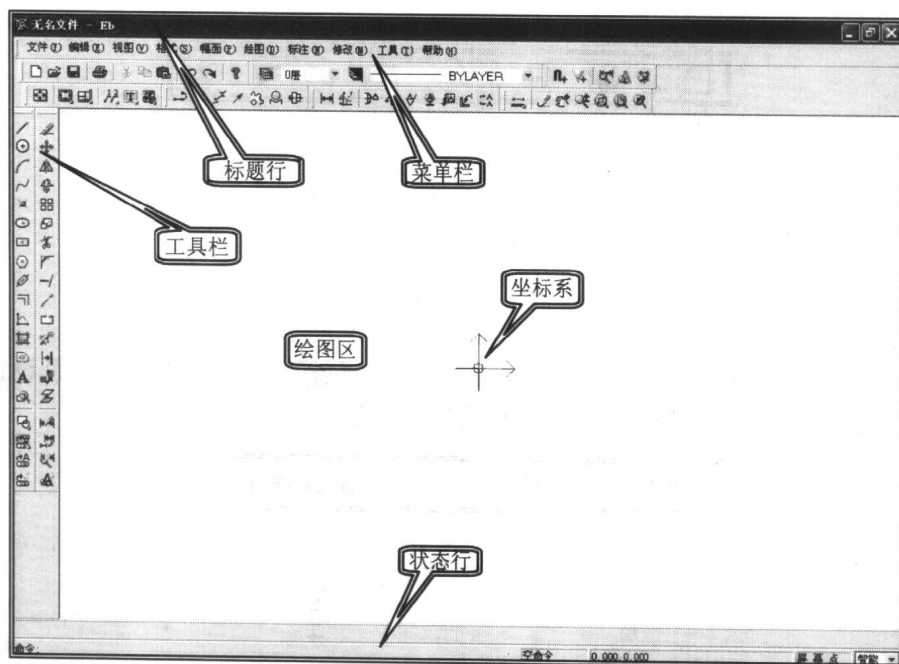 无名文件 - Eb
文件(F) 编辑(E) 视图(V) 格式(S) 幅面(P) 绘图(D) 标注(N) 修改(M) 工具(T) 帮助(H)
0层 BYLAYER
标题行 菜单栏
工具栏
坐标系
绘图区
状态行
命令: 空命令 0.000,0.000 屏幕点 智能